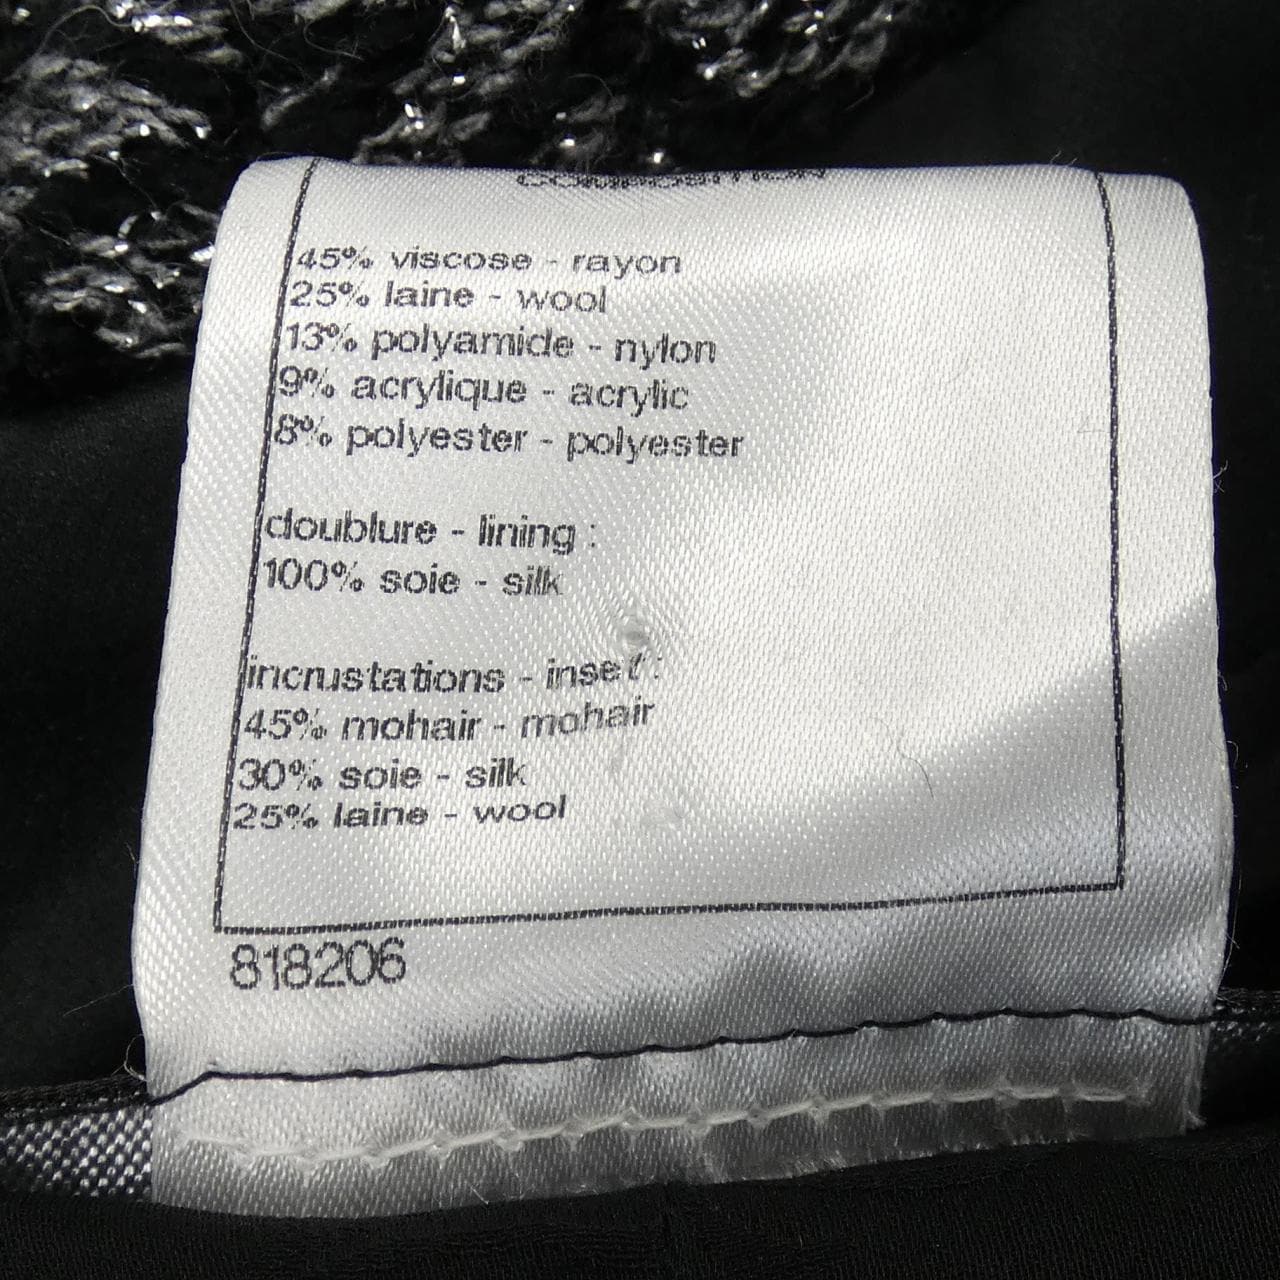 COMPOSITION
45% viscose - rayon
25% laine - wool
13% polyamide - nylon
9% acrylique - acrylic
8% polyester - polyester
doublure - lining :
100% soie - silk
incrustations - inset :
45% mohair - mohair
30% soie - silk
25% laine - wool
818206